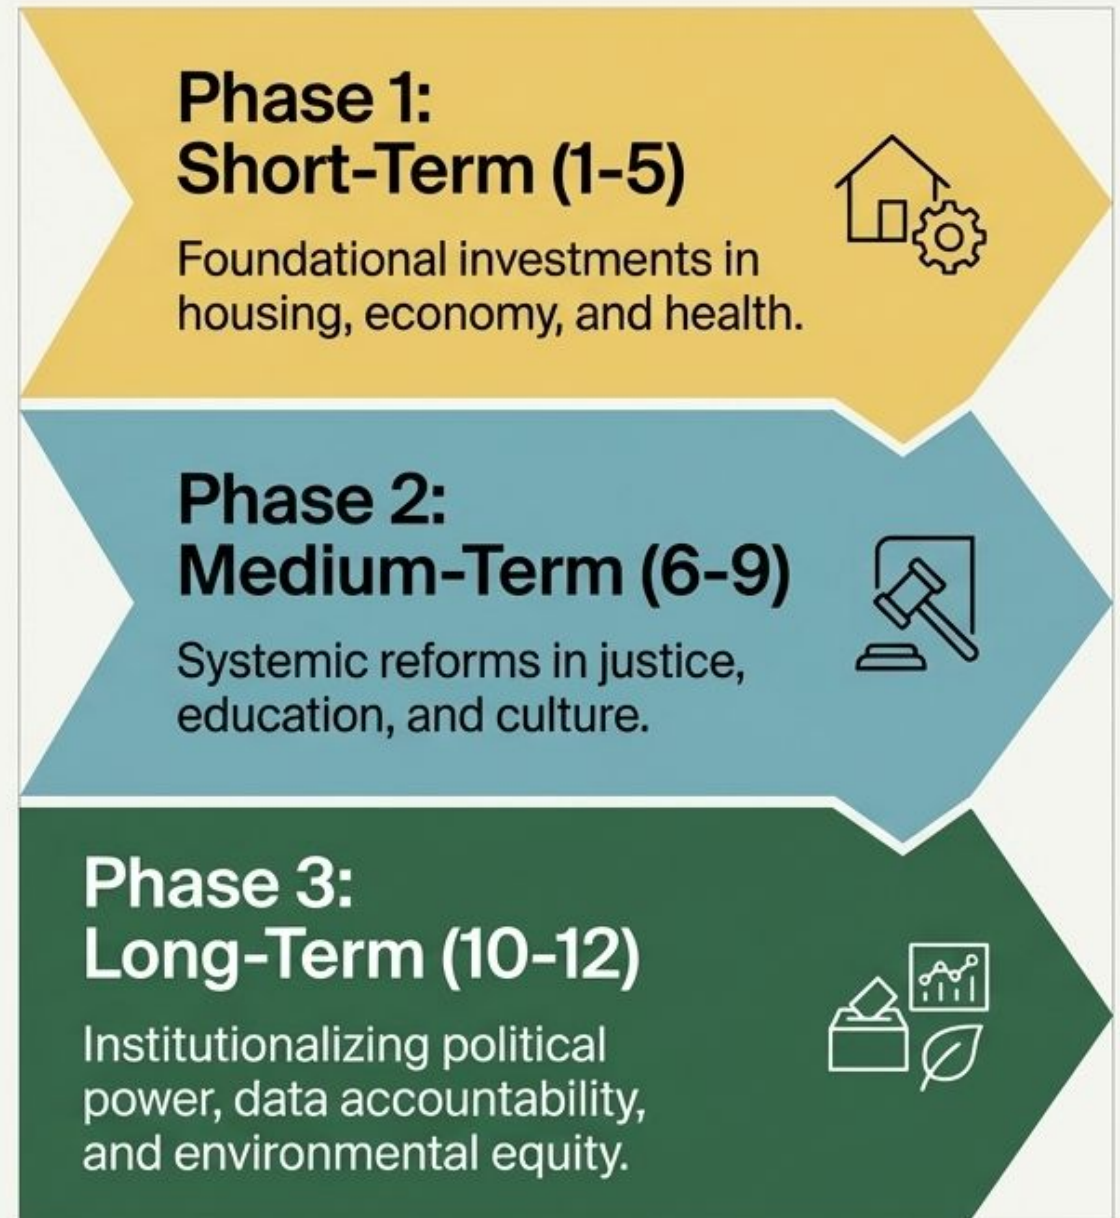 Phase 1:
Short-Term (1-5)
Foundational investments in
housing, economy, and health.
Phase 2:
Medium-Term (6-9)
Systemic reforms in justice,
education, and culture.
Phase 3:
Long-Term (10-12)
Institutionalizing political
power, data accountability,
and environmental equity.